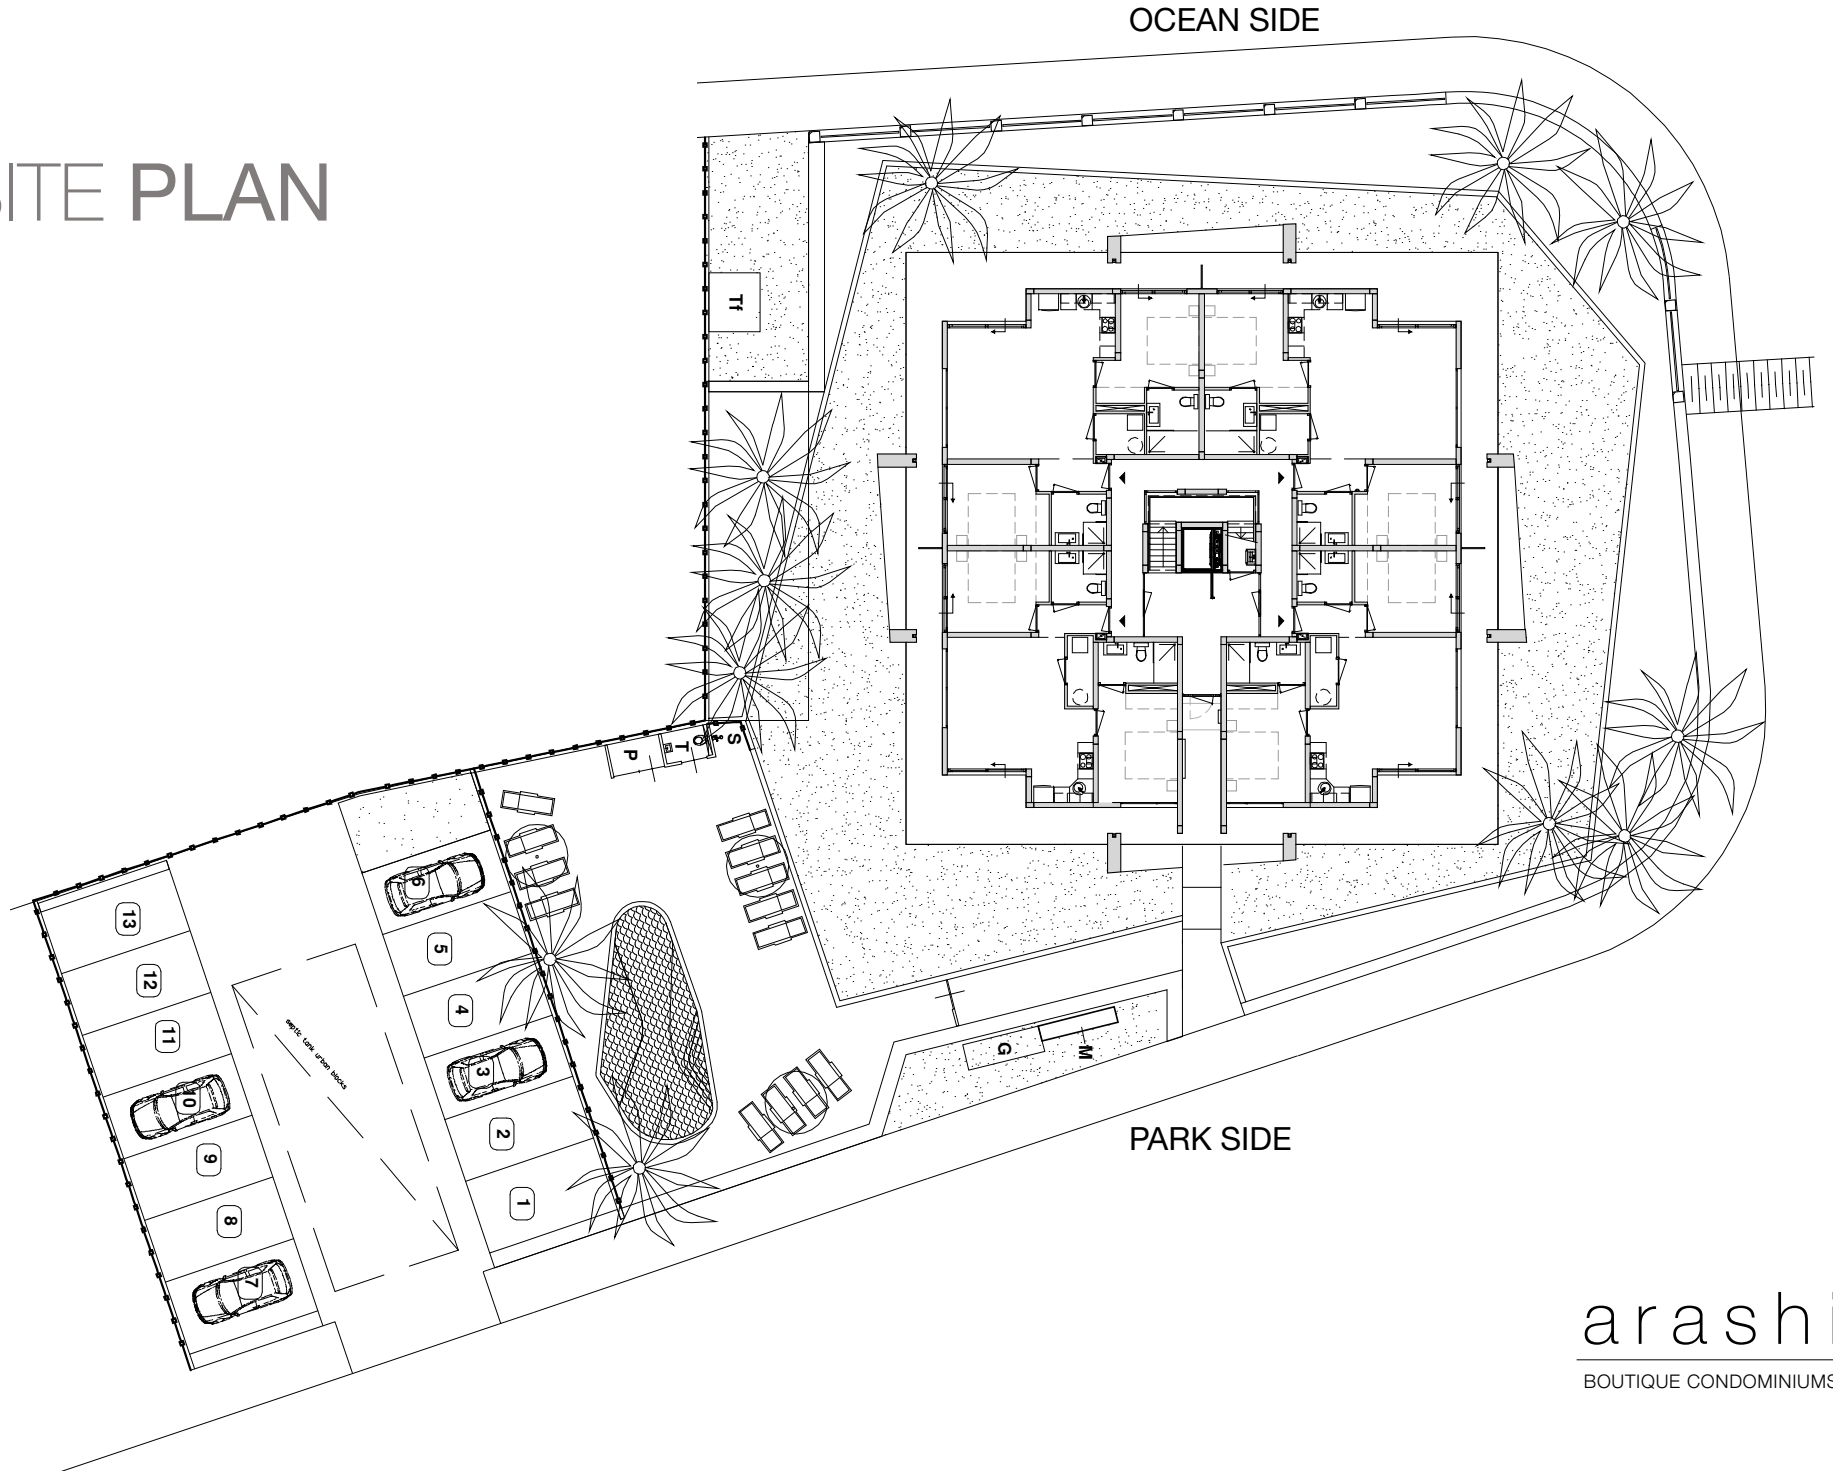 OCEAN SIDE
SITE PLAN
Tf
S
T
P
6
13
5
12
4
11
G
M
3
septic tank urban blocks
10
2
PARK SIDE
9
1
8
7
arashi
BOUTIQUE CONDOMINIUMS